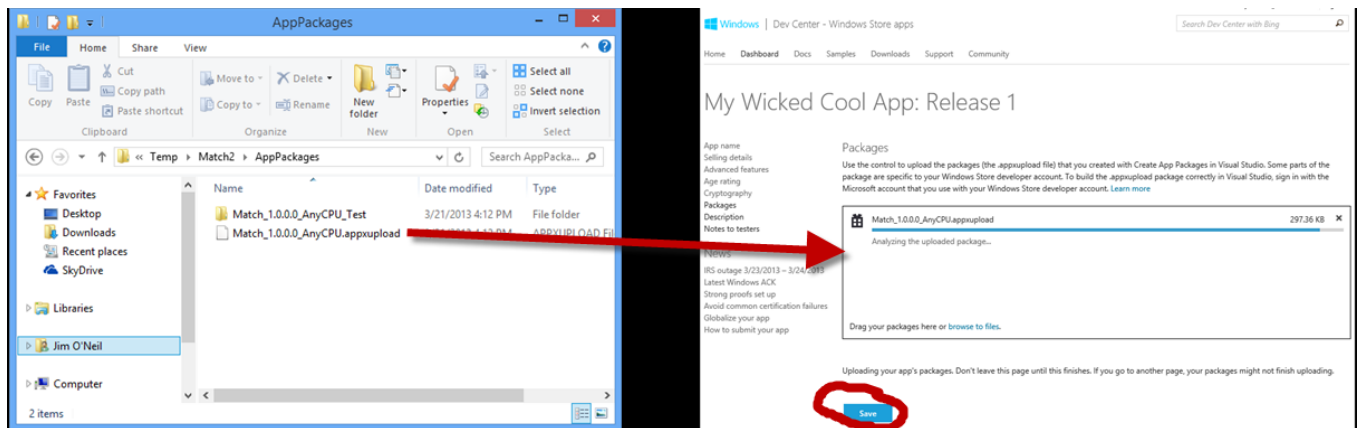 AppPackages
File Home Share View
Copy
Paste
Cut
Copy path
Paste shortcut
Clipboard
Move to
Copy to
Delete
Rename
Organize
New
folder
New
Properties
Open
Select all
Select none
Invert selection
Select
« Temp Match2 AppPackages
Search AppPacka...
Favorites
Desktop
Downloads
Recent places
SkyDrive
Libraries
Jim O'Neil
Computer
Name Date modified Type
Match_1.0.0.0_AnyCPU_Test 3/21/2013 4:12 PM File folder
Match_1.0.0.0_AnyCPU.appxupload APPXUPLOAD Fil
2 items
Windows | Dev Center - Windows Store apps
Search Dev Center with Bing
Home Dashboard Docs Samples Downloads Support Community
My Wicked Cool App: Release 1
App name
Selling details
Advanced features
Age rating
Cryptography
Packages
Description
Notes to testers
News
IRS outage 3/23/2013 – 3/24/2013
Latest Windows ACK
Strong proofs set up
Avoid common certification failures
Globalize your app
How to submit your app
Packages
Use the control to upload the packages (the .appxupload file) that you created with Create App Packages in Visual Studio. Some parts of the
package are specific to your Windows Store developer account. To build the .appxupload package correctly in Visual Studio, sign in with the
Microsoft account that you use with your Windows Store developer account. Learn more
Match_1.0.0.0_AnyCPU.appxupload 297.36 KB
Analyzing the uploaded package...
Drag your packages here or browse to files.
Uploading your app's packages. Don't leave this page until this finishes. If you go to another page, your packages might not finish uploading.
Save